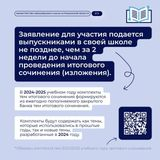 Заявление для участия подается
выпускниками в своей школе
не позднее, чем за 2
недели до начала
проведения итогового
сочинения (изложения).
В 2024-2025 учебном году комплекты
тем итогового сочинения формируются
из ежегодно пополняемого закрытого
банка тем итогового сочинения.
Комплекты будут содержать как темы,
которые использовались в прошлые
годы, так и новые темы,
разработанные в 2024 году.